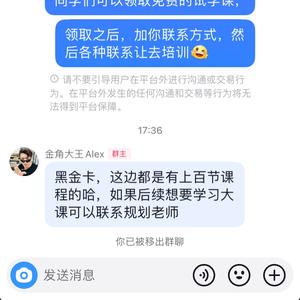 同学们可以领取免费的试学课，
领取之后，加你联系方式，然
后各种联系让去培训
请不要引导用户在平台外进行沟通或交易行
为。在平台外发生的任何沟通和交易等行为将无
法得到平台保障。
17:36
金角大王Alex 群主
黑金卡，这边都是有上百节课
程的哈，如果后续想要学习大
课可以联系规划老师
你已被移出群聊
发送消息